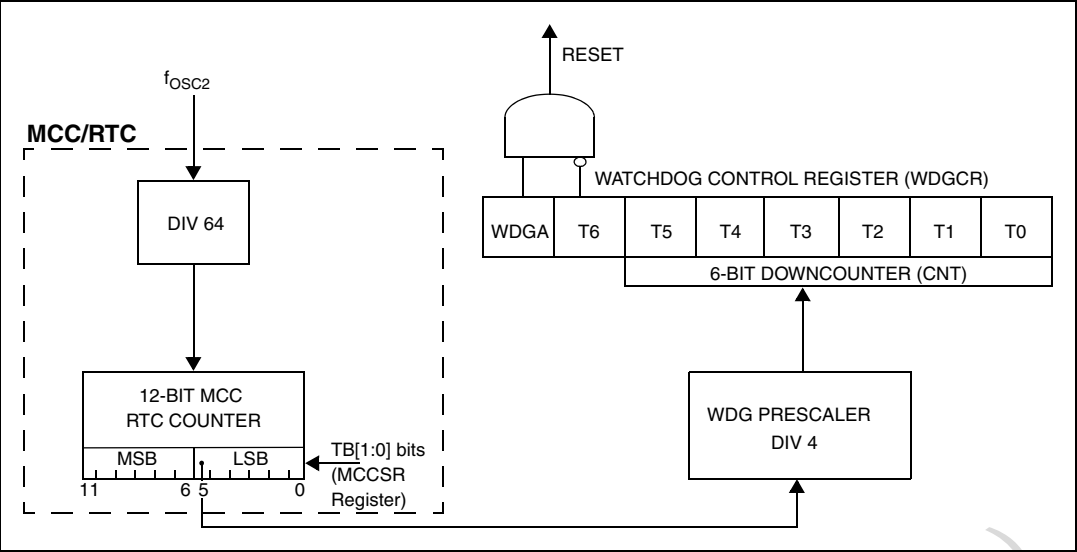 RESET
fOSC2
MCC/RTC
DIV 64
WATCHDOG CONTROL REGISTER (WDGCR)
WDGA T6 T5 T4 T3 T2 T1 T0
6-BIT DOWNCOUNTER (CNT)
12-BIT MCC
RTC COUNTER
MSB LSB
11 6 5 0
TB[1:0] bits
(MCCSR
Register)
WDG PRESCALER
DIV 4